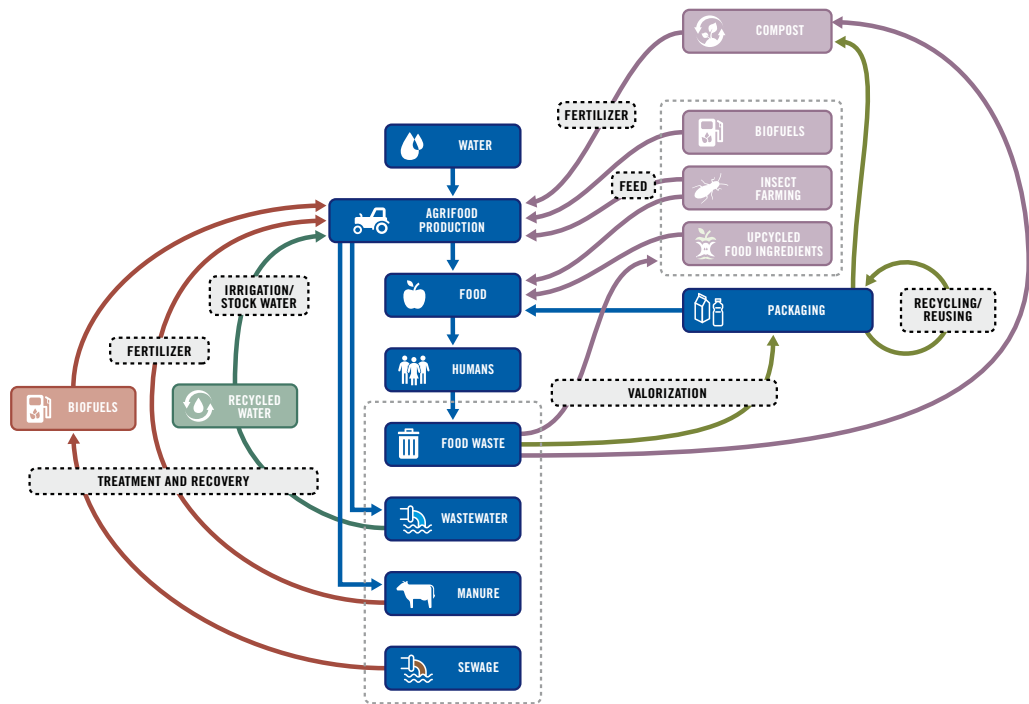 COMPOST
FERTILIZER
BIOFUELS
WATER
INSECT
FARMING
FEED
AGRIFOOD
PRODUCTION
UPCYCLED
FOOD INGREDIENTS
IRRIGATION/
STOCK WATER
FOOD
PACKAGING
RECYCLING/
REUSING
FERTILIZER
HUMANS
VALORIZATION
BIOFUELS
RECYCLED
WATER
FOOD WASTE
TREATMENT AND RECOVERY
WASTEWATER
MANURE
SEWAGE